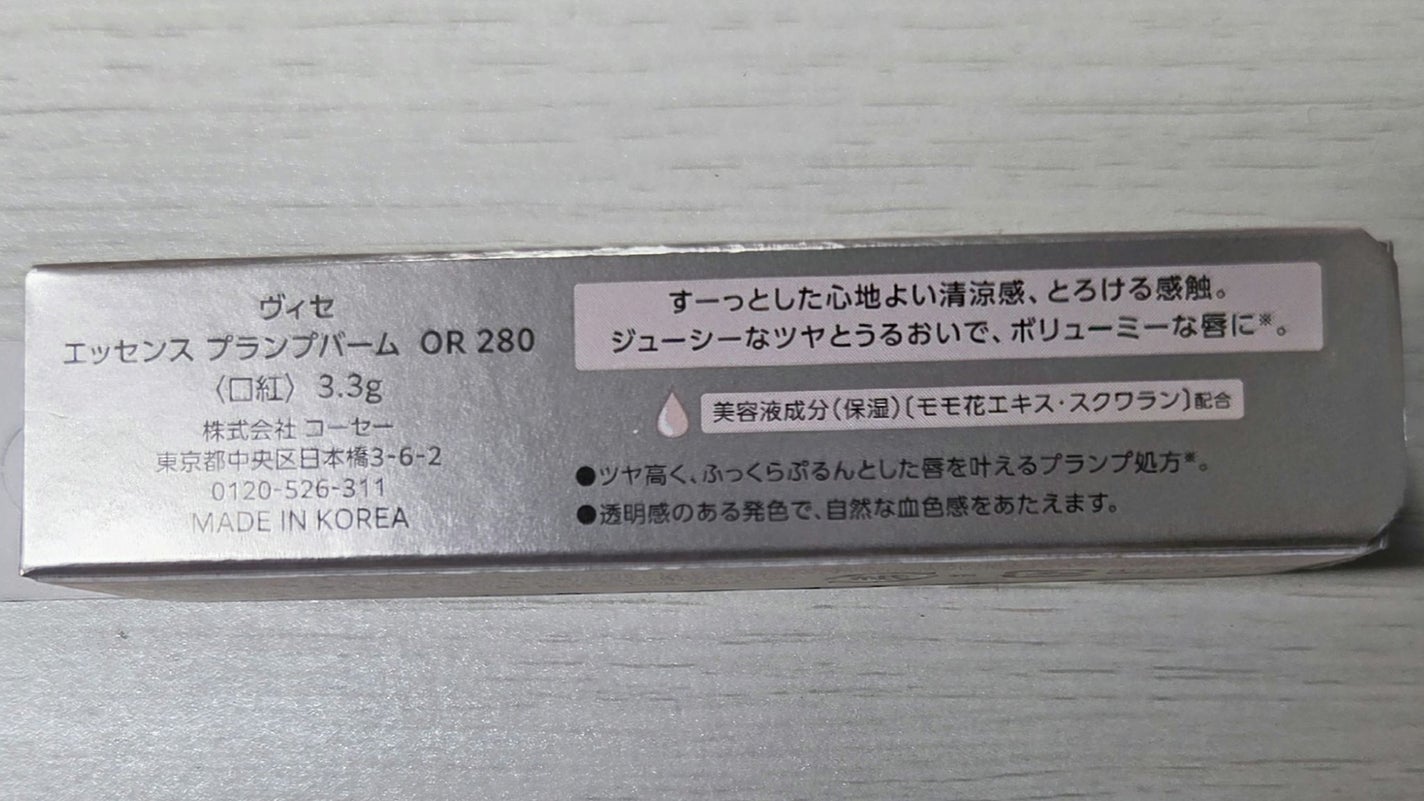 ヴィセ
エッセンス プランプバーム OR 280
〈口紅〉 3.3g
株式会社 コーセー
東京都中央区日本橋3-6-2
0120-526-311
MADE IN KOREA
すーっとした心地よい清涼感、とろける感触。
ジューシーなツヤとうるおいで、ボリューミーな唇に※。
美容液成分(保湿)〔モモ花エキス・スクワラン〕配合
●ツヤ高く、ふっくらぷるんとした唇を叶えるプランプ処方※。
●透明感のある発色で、自然な血色感をあたえます。